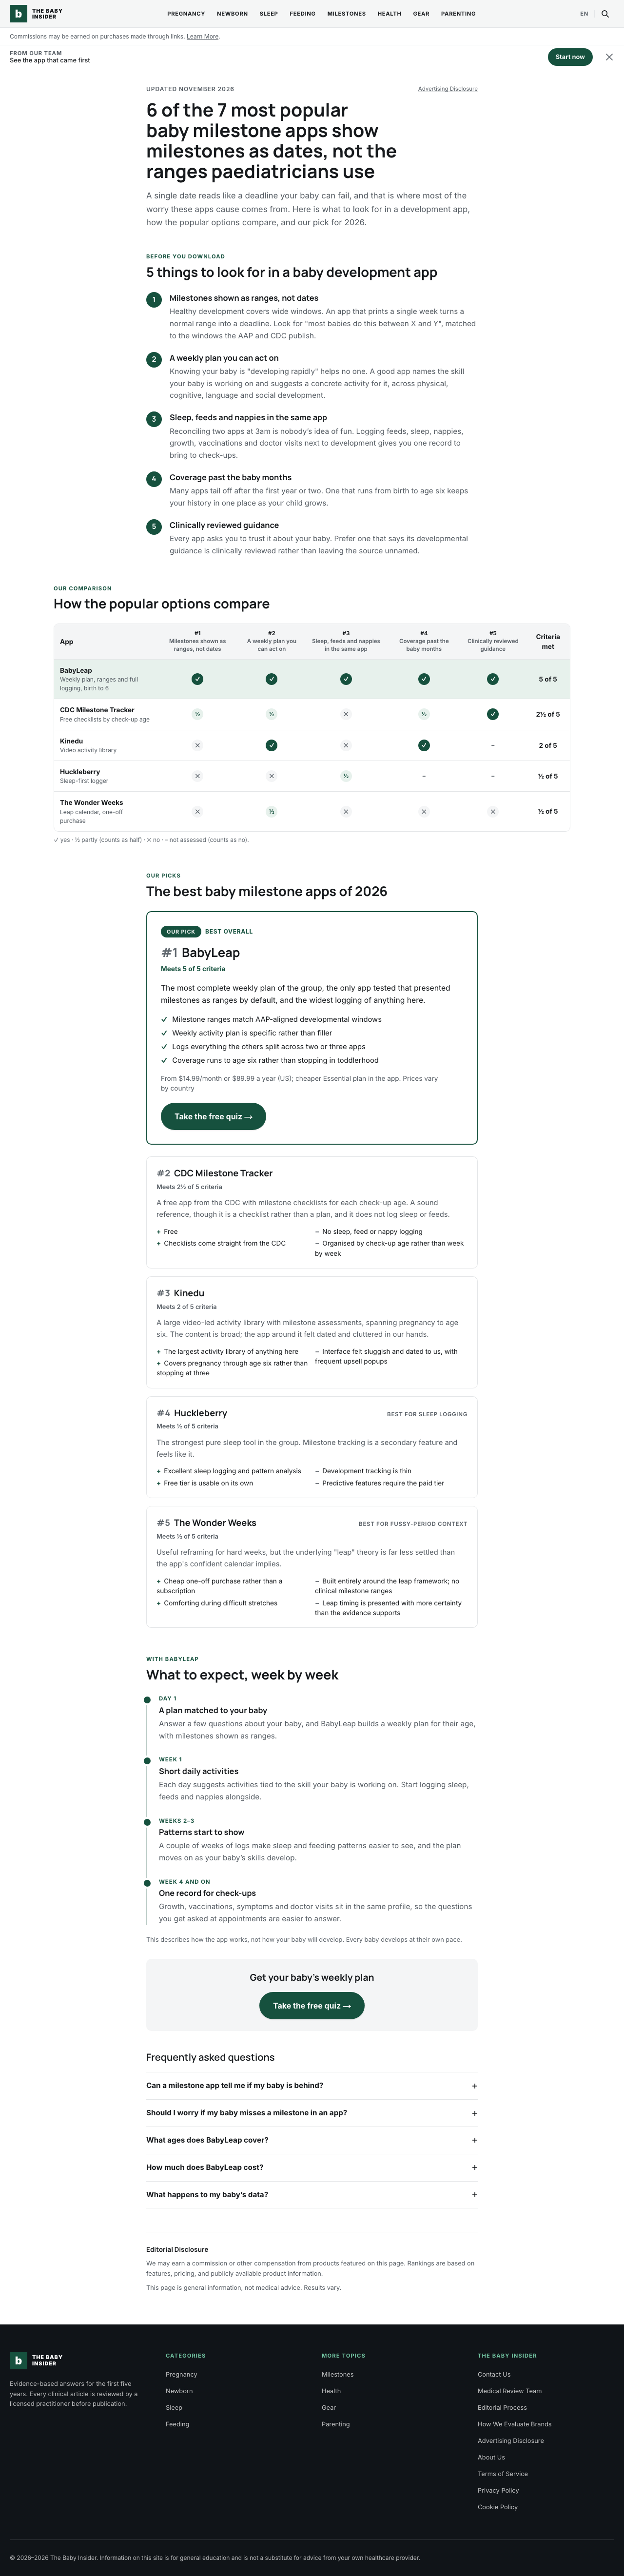 b
THE BABY
INSIDER
PREGNANCY
NEWBORN
SLEEP
FEEDING
MILESTONES
HEALTH
GEAR
PARENTING
EN
Commissions may be earned on purchases made through links. Learn More.
FROM OUR TEAM
See the app that came first
Start now
UPDATED NOVEMBER 2026
Advertising Disclosure
6 of the 7 most popular
baby milestone apps show
milestones as dates, not the
ranges paediatricians use
A single date reads like a deadline your baby can fail, and that is where most of the
worry these apps cause comes from. Here is what to look for in a development app,
how the popular options compare, and our pick for 2026.
BEFORE YOU DOWNLOAD
5 things to look for in a baby development app
1
Milestones shown as ranges, not dates
Healthy development covers wide windows. An app that prints a single week turns a
normal range into a deadline. Look for "most babies do this between X and Y", matched
to the windows the AAP and CDC publish.
2
A weekly plan you can act on
Knowing your baby is "developing rapidly" helps no one. A good app names the skill
your baby is working on and suggests a concrete activity for it, across physical,
cognitive, language and social development.
3
Sleep, feeds and nappies in the same app
Reconciling two apps at 3am is nobody's idea of fun. Logging feeds, sleep, nappies,
growth, vaccinations and doctor visits next to development gives you one record to
bring to check-ups.
4
Coverage past the baby months
Many apps tail off after the first year or two. One that runs from birth to age six keeps
your history in one place as your child grows.
5
Clinically reviewed guidance
Every app asks you to trust it about your baby. Prefer one that says its developmental
guidance is clinically reviewed rather than leaving the source unnamed.
OUR COMPARISON
How the popular options compare
App
#1
Milestones shown as
ranges, not dates
#2
A weekly plan you
can act on
#3
Sleep, feeds and nappies
in the same app
#4
Coverage past the
baby months
#5
Clinically reviewed
guidance
Criteria
met
BabyLeap
Weekly plan, ranges and full
logging, birth to 6
✓ ✓ ✓ ✓ ✓ 5 of 5
CDC Milestone Tracker
Free checklists by check-up age
½ ½ ✕ ½ ✓ 2½ of 5
Kinedu
Video activity library
✕ ✓ ✕ ✓ – 2 of 5
Huckleberry
Sleep-first logger
✕ ✕ ½ – – ½ of 5
The Wonder Weeks
Leap calendar, one-off
purchase
✕ ½ ✕ ✕ ✕ ½ of 5
✓ yes · ½ partly (counts as half) · ✕ no · – not assessed (counts as no).
OUR PICKS
The best baby milestone apps of 2026
OUR PICK
BEST OVERALL
#1 BabyLeap
Meets 5 of 5 criteria
The most complete weekly plan of the group, the only app tested that presented
milestones as ranges by default, and the widest logging of anything here.
✓ Milestone ranges match AAP-aligned developmental windows
✓ Weekly activity plan is specific rather than filler
✓ Logs everything the others split across two or three apps
✓ Coverage runs to age six rather than stopping in toddlerhood
From $14.99/month or $89.99 a year (US); cheaper Essential plan in the app. Prices vary
by country
Take the free quiz →
#2 CDC Milestone Tracker
Meets 2½ of 5 criteria
A free app from the CDC with milestone checklists for each check-up age. A sound
reference, though it is a checklist rather than a plan, and it does not log sleep or feeds.
+ Free
+ Checklists come straight from the CDC
– No sleep, feed or nappy logging
– Organised by check-up age rather than week
by week
#3 Kinedu
Meets 2 of 5 criteria
A large video-led activity library with milestone assessments, spanning pregnancy to age
six. The content is broad; the app around it felt dated and cluttered in our hands.
+ The largest activity library of anything here
+ Covers pregnancy through age six rather than
stopping at three
– Interface felt sluggish and dated to us, with
frequent upsell popups
#4 Huckleberry
BEST FOR SLEEP LOGGING
Meets ½ of 5 criteria
The strongest pure sleep tool in the group. Milestone tracking is a secondary feature and
feels like it.
+ Excellent sleep logging and pattern analysis
+ Free tier is usable on its own
– Development tracking is thin
– Predictive features require the paid tier
#5 The Wonder Weeks
BEST FOR FUSSY-PERIOD CONTEXT
Meets ½ of 5 criteria
Useful reframing for hard weeks, but the underlying "leap" theory is far less settled than
the app's confident calendar implies.
+ Cheap one-off purchase rather than a
subscription
+ Comforting during difficult stretches
– Built entirely around the leap framework; no
clinical milestone ranges
– Leap timing is presented with more certainty
than the evidence supports
WITH BABYLEAP
What to expect, week by week
DAY 1
A plan matched to your baby
Answer a few questions about your baby, and BabyLeap builds a weekly plan for their age,
with milestones shown as ranges.
WEEK 1
Short daily activities
Each day suggests activities tied to the skill your baby is working on. Start logging sleep,
feeds and nappies alongside.
WEEKS 2–3
Patterns start to show
A couple of weeks of logs make sleep and feeding patterns easier to see, and the plan
moves on as your baby's skills develop.
WEEK 4 AND ON
One record for check-ups
Growth, vaccinations, symptoms and doctor visits sit in the same profile, so the questions
you get asked at appointments are easier to answer.
This describes how the app works, not how your baby will develop. Every baby develops at their own pace.
Get your baby's weekly plan
Take the free quiz →
Frequently asked questions
Can a milestone app tell me if my baby is behind? +
Should I worry if my baby misses a milestone in an app? +
What ages does BabyLeap cover? +
How much does BabyLeap cost? +
What happens to my baby's data? +
Editorial Disclosure
We may earn a commission or other compensation from products featured on this page. Rankings are based on
features, pricing, and publicly available product information.
This page is general information, not medical advice. Results vary.
b
THE BABY
INSIDER
Evidence-based answers for the first five
years. Every clinical article is reviewed by a
licensed practitioner before publication.
CATEGORIES
Pregnancy
Newborn
Sleep
Feeding
MORE TOPICS
Milestones
Health
Gear
Parenting
THE BABY INSIDER
Contact Us
Medical Review Team
Editorial Process
How We Evaluate Brands
Advertising Disclosure
About Us
Terms of Service
Privacy Policy
Cookie Policy
© 2026–2026 The Baby Insider. Information on this site is for general education and is not a substitute for advice from your own healthcare provider.